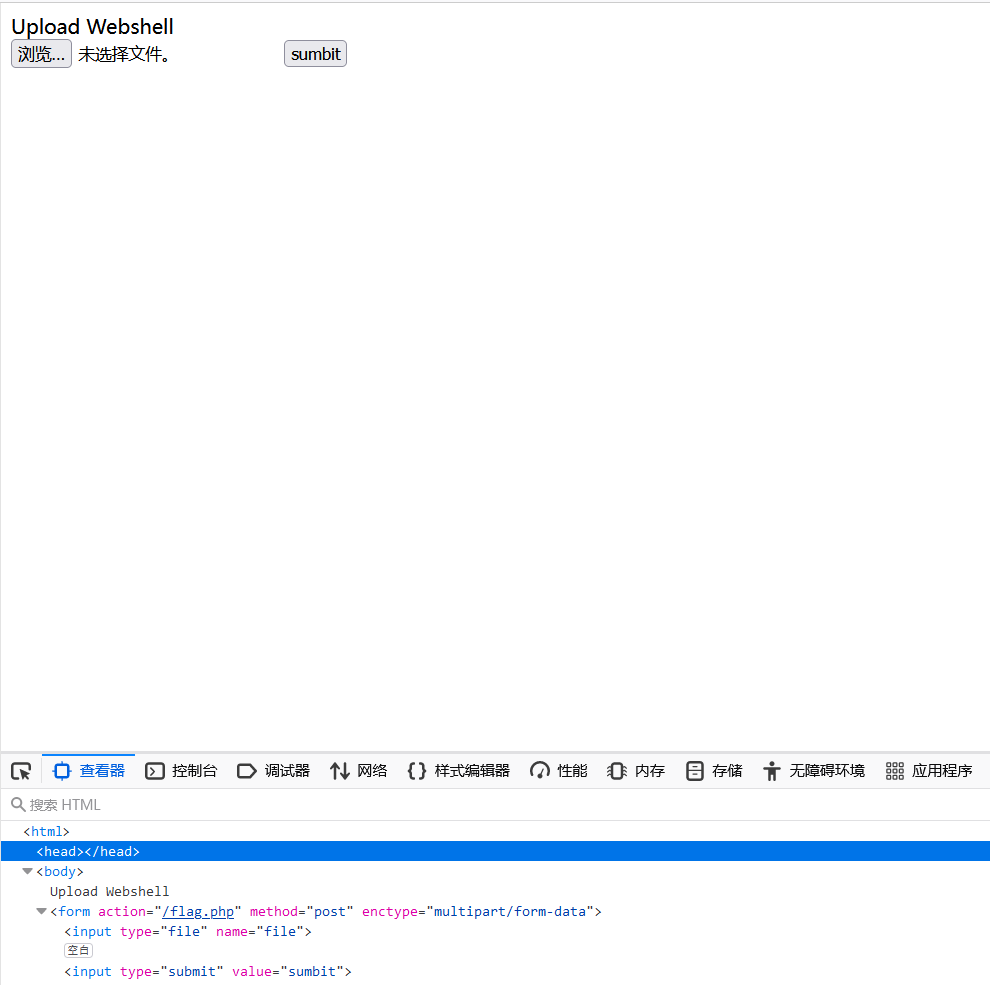 Upload Webshell
浏览... 未选择文件。 sumbit
查看器 控制台 调试器 网络 样式编辑器 性能 内存 存储 无障碍环境 应用程序
搜索 HTML
<html>
<head></head>
<body>
Upload Webshell
<form action="/flag.php" method="post" enctype="multipart/form-data">
<input type="file" name="file">
空白
<input type="submit" value="sumbit">